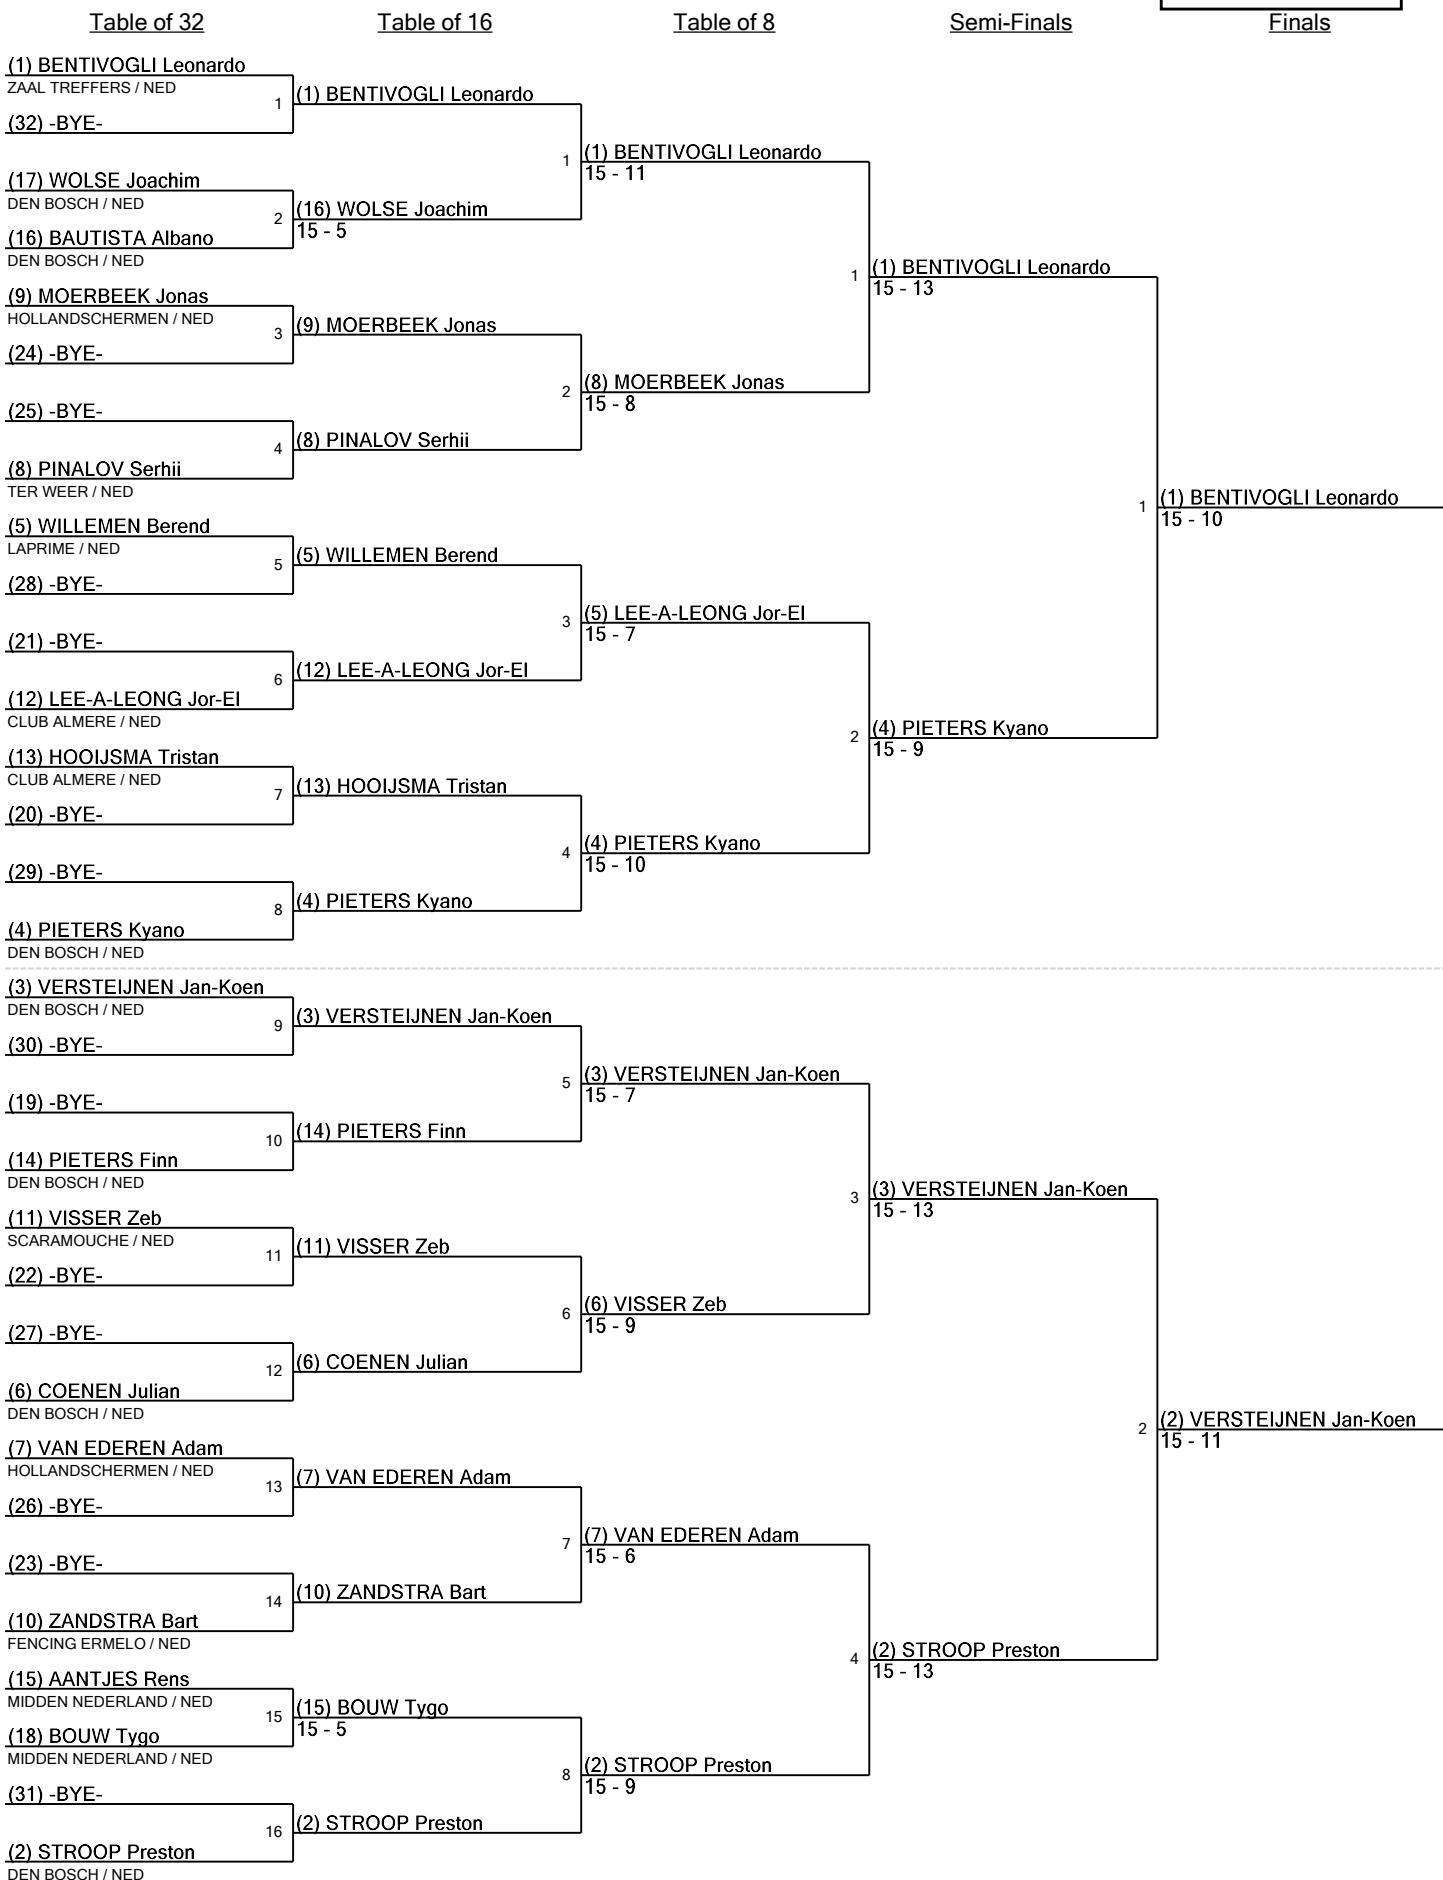 Table of 32
Table of 16
Table of 8
Semi-Finals
Finals
(1) BENTIVOGLI Leonardo
ZAAL TREFFERS / NED
1
(32) -BYE-
(17) WOLSE Joachim
DEN BOSCH / NED
2
(16) BAUTISTA Albano
DEN BOSCH / NED
(9) MOERBEEK Jonas
HOLLANDSCHERMEN / NED
3
(24) -BYE-
(25) -BYE-
4
(8) PINALOV Serhii
TER WEER / NED
(5) WILLEMEN Berend
LAPRIME / NED
5
(28) -BYE-
(21) -BYE-
6
(12) LEE-A-LEONG Jor-El
CLUB ALMERE / NED
(13) HOOIJSMA Tristan
CLUB ALMERE / NED
7
(20) -BYE-
(29) -BYE-
8
(4) PIETERS Kyano
DEN BOSCH / NED
(3) VERSTEIJNEN Jan-Koen
DEN BOSCH / NED
9
(30) -BYE-
(19) -BYE-
10
(14) PIETERS Finn
DEN BOSCH / NED
(11) VISSER Zeb
SCARAMOUCHE / NED
11
(22) -BYE-
(27) -BYE-
12
(6) COENEN Julian
DEN BOSCH / NED
(7) VAN EDEREN Adam
HOLLANDSCHERMEN / NED
13
(26) -BYE-
(23) -BYE-
14
(10) ZANDSTRA Bart
FENCING ERMELO / NED
(15) AANTJES Rens
MIDDEN NEDERLAND / NED
15
(18) BOUW Tygo
MIDDEN NEDERLAND / NED
(31) -BYE-
16
(2) STROOP Preston
DEN BOSCH / NED
(1) BENTIVOGLI Leonardo
1
(16) WOLSE Joachim
15 - 5
(9) MOERBEEK Jonas
2
(8) PINALOV Serhii
(5) WILLEMEN Berend
3
(12) LEE-A-LEONG Jor-El
(13) HOOIJSMA Tristan
4
(4) PIETERS Kyano
(3) VERSTEIJNEN Jan-Koen
5
(14) PIETERS Finn
(11) VISSER Zeb
6
(6) COENEN Julian
(7) VAN EDEREN Adam
7
(10) ZANDSTRA Bart
(15) BOUW Tygo
15 - 5
8
(2) STROOP Preston
(1) BENTIVOGLI Leonardo
15 - 11
1
(8) MOERBEEK Jonas
15 - 8
(5) LEE-A-LEONG Jor-El
15 - 7
2
(4) PIETERS Kyano
15 - 10
(3) VERSTEIJNEN Jan-Koen
15 - 7
3
(6) VISSER Zeb
15 - 9
(7) VAN EDEREN Adam
15 - 6
4
(2) STROOP Preston
15 - 9
(1) BENTIVOGLI Leonardo
15 - 13
1
(4) PIETERS Kyano
15 - 9
(3) VERSTEIJNEN Jan-Koen
15 - 13
2
(2) STROOP Preston
15 - 13
(1) BENTIVOGLI Leonardo
15 - 10
(2) VERSTEIJNEN Jan-Koen
15 - 11